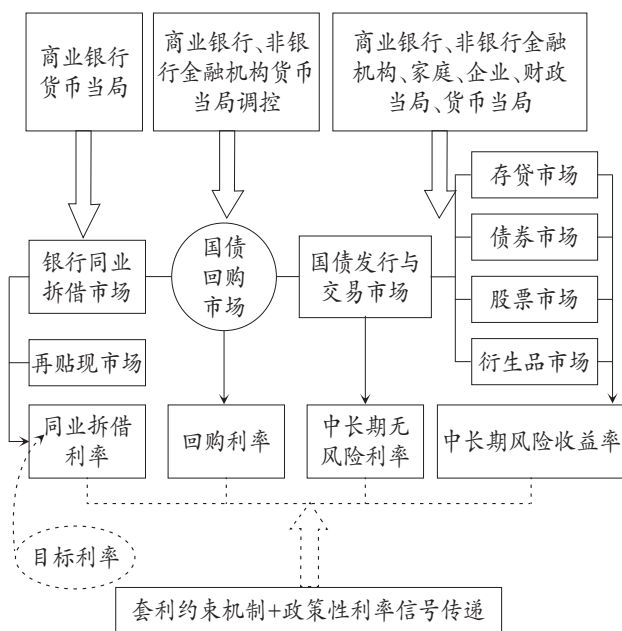 商业银行
货币当局
商业银行、非银
行金融机构货币
当局调控
商业银行、非银行金融
机构、家庭、企业、财政
当局、货币当局
存贷市场
债券市场
股票市场
衍生品市场
银行同业
拆借市场
国债
回购
市场
国债发行与
交易市场
再贴现市场
同业拆借
利率
回购利率
中长期无
风险利率
中长期风险收益率
目标利率
套利约束机制+政策性利率信号传递